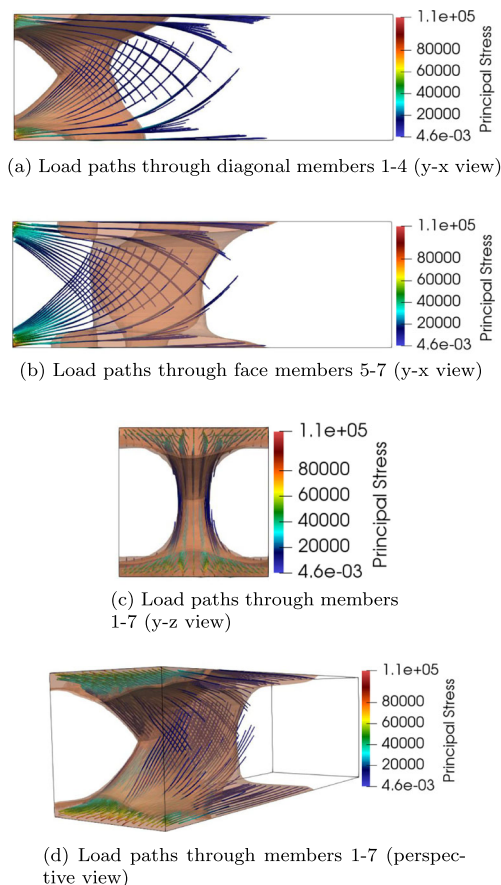 1.1e+05
80000
60000
40000
20000
4.6e-03
Principal Stress
(a) Load paths through diagonal members 1-4 (y-x view)
1.1e+05
80000
60000
40000
20000
4.6e-03
Principal Stress
(b) Load paths through face members 5-7 (y-x view)
1.1e+05
80000
60000
40000
20000
4.6e-03
Principal Stress
(c) Load paths through members
1-7 (y-z view)
1.1e+05
80000
60000
40000
20000
4.6e-03
Principal Stress
(d) Load paths through members 1-7 (perspec-
tive view)